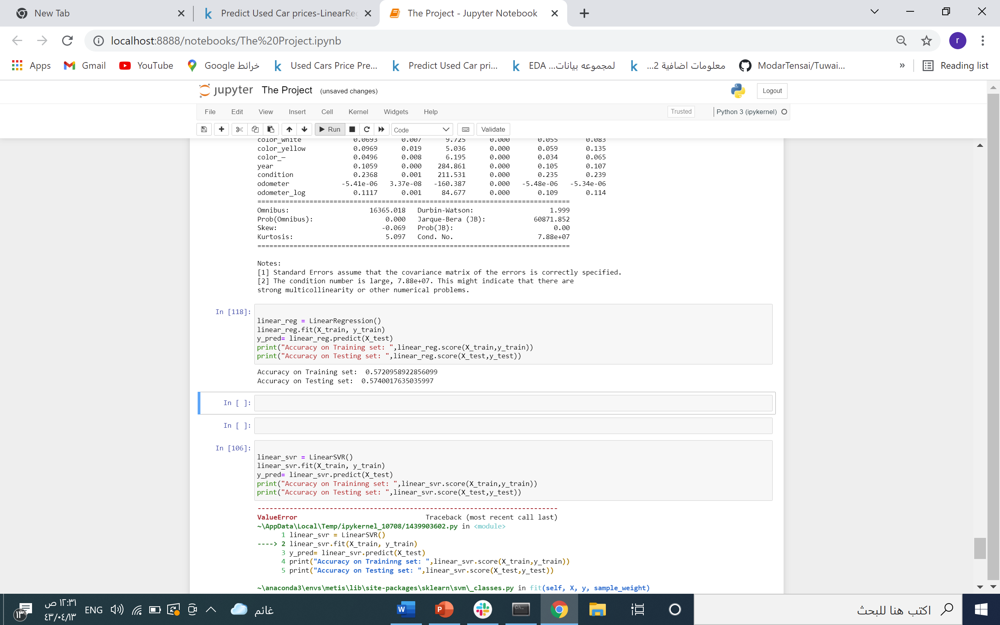 New Tab
Predict Used Car prices-LinearReg
The Project - Jupyter Notebook
localhost:8888/notebooks/The%20Project.ipynb
r
Apps
Gmail
YouTube
خرائط Google
Used Cars Price Pre...
Predict Used Car pri...
EDA ...لمجموعه بيانات
معلومات اضافية 2...
ModarTensai/Tuwai...
»
Reading list
jupyter The Project (unsaved changes)
Logout
File Edit View Insert Cell Kernel Widgets Help
Trusted
Python 3 (ipykernel)
Run
Code
Validate
color_white 0.0693 0.007 9.725 0.000 0.055 0.083
color_yellow 0.0969 0.019 5.036 0.000 0.059 0.135
color_— 0.0496 0.008 6.195 0.000 0.034 0.065
year 0.1059 0.000 284.861 0.000 0.105 0.107
condition 0.2368 0.001 211.531 0.000 0.235 0.239
odometer -5.41e-06 3.37e-08 -160.387 0.000 -5.48e-06 -5.34e-06
odometer_log 0.1117 0.001 84.677 0.000 0.109 0.114
==============================================================================
Omnibus: 16365.018 Durbin-Watson: 1.999
Prob(Omnibus): 0.000 Jarque-Bera (JB): 60871.852
Skew: -0.069 Prob(JB): 0.00
Kurtosis: 5.097 Cond. No. 7.88e+07
==============================================================================
Notes:
[1] Standard Errors assume that the covariance matrix of the errors is correctly specified.
[2] The condition number is large, 7.88e+07. This might indicate that there are
strong multicollinearity or other numerical problems.
In [118]:
linear_reg = LinearRegression()
linear_reg.fit(X_train, y_train)
y_pred= linear_reg.predict(X_test)
print("Accuracy on Training set: ",linear_reg.score(X_train,y_train))
print("Accuracy on Testing set: ",linear_reg.score(X_test,y_test))
Accuracy on Training set:  0.5720958922856099
Accuracy on Testing set:  0.5740017635035997
In [ ]:
In [ ]:
In [106]:
linear_svr = LinearSVR()
linear_svr.fit(X_train, y_train)
y_pred= linear_svr.predict(X_test)
print("Accuracy on Traininng set: ",linear_svr.score(X_train,y_train))
print("Accuracy on Testing set: ",linear_svr.score(X_test,y_test))
---------------------------------------------------------------------------
ValueError Traceback (most recent call last)
~\AppData\Local\Temp/ipykernel_10708/1439903602.py in <module>
1 linear_svr = LinearSVR()
----> 2 linear_svr.fit(X_train, y_train)
3 y_pred= linear_svr.predict(X_test)
4 print("Accuracy on Traininng set: ",linear_svr.score(X_train,y_train))
5 print("Accuracy on Testing set: ",linear_svr.score(X_test,y_test))
~\anaconda3\envs\metis\lib\site-packages\sklearn\svm\_classes.py in fit(self, X, y, sample_weight)
١٣
١٢:٣١ ص
٤٣/٠٤/١٣
ENG
غائم
W
P
C:\_
اكتب هنا للبحث